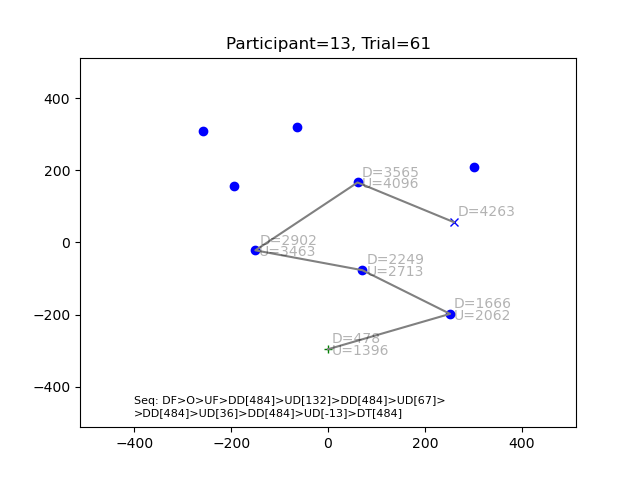 Participant=13, Trial=61
400
200
0
−200
−400
D=3565
U=4096
D=4263
D=2902
U=3463
D=2249
U=2713
D=1666
U=2062
D=478
U=1396
Seq: DF>O>UF>DD[484]>UD[132]>DD[484]>UD[67]>
>DD[484]>UD[36]>DD[484]>UD[-13]>DT[484]
−400 −200 0 200 400